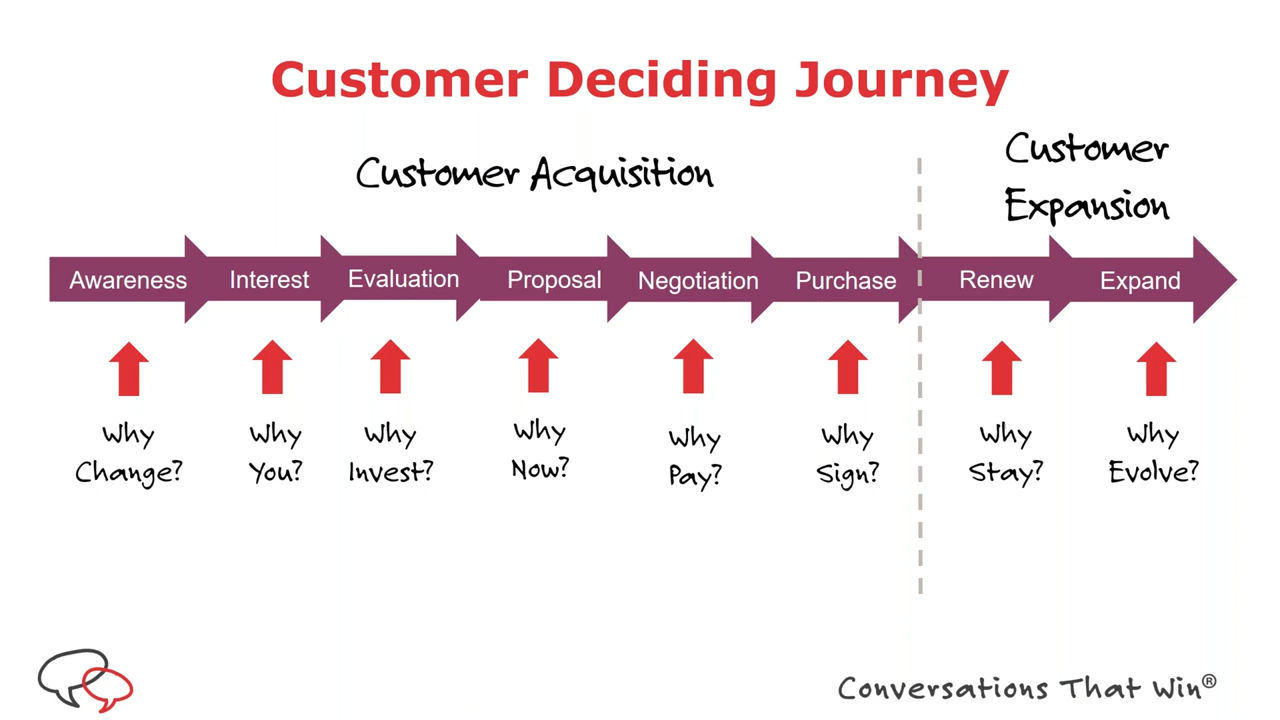 Customer Deciding Journey
Customer Acquisition
Customer
Expansion
Awareness
Interest
Evaluation
Proposal
Negotiation
Purchase
Renew
Expand
Why
Change?
Why
You?
Why
Invest?
Why
Now?
Why
Pay?
Why
Sign?
Why
Stay?
Why
Evolve?
Conversations That Win®